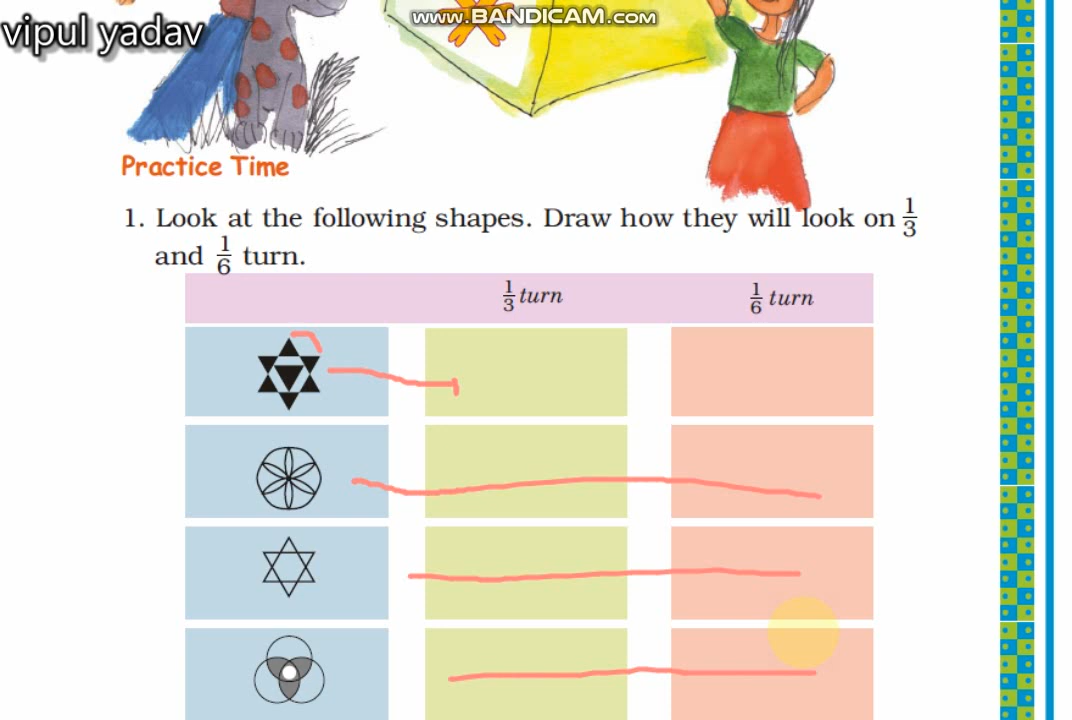 www.BANDICAM.com
vipul yadav
Practice Time
1. Look at the following shapes. Draw how they will look on 1/3
and 1/6 turn.
1/3 turn 1/6 turn